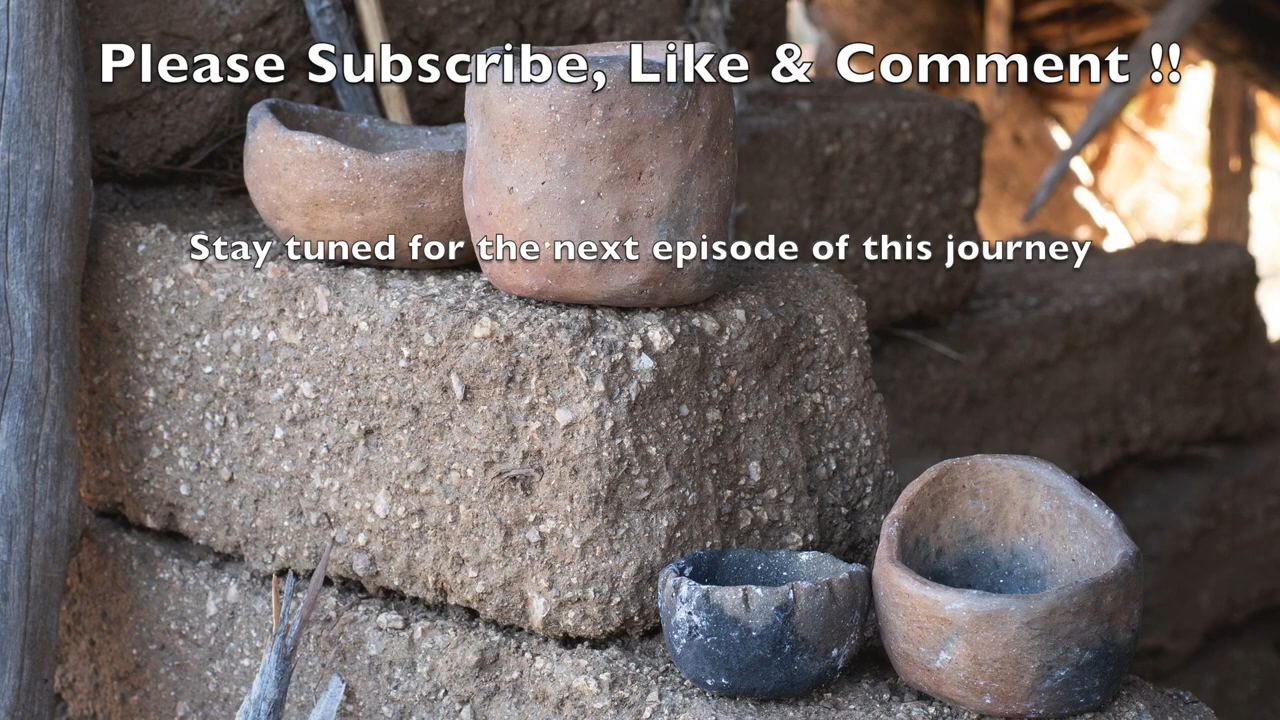 Please Subscribe, Like & Comment !!
Stay tuned for the next episode of this journey